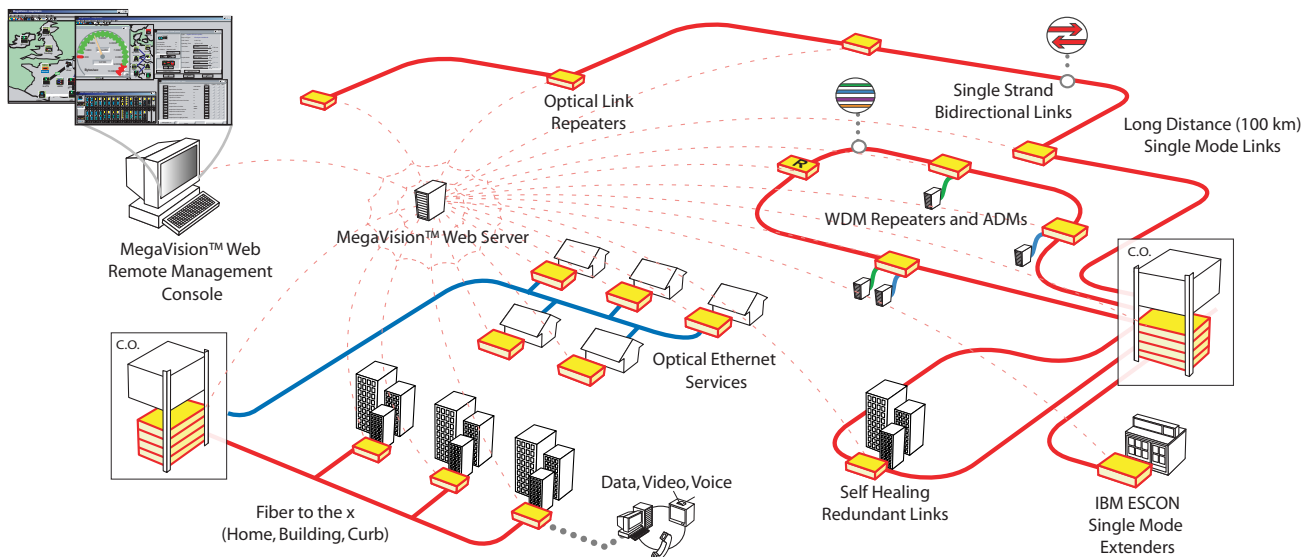 Optical Link
Repeaters
Single Strand
Bidirectional Links
Long Distance (100 km)
Single Mode Links
R
WDM Repeaters and ADMs
MegaVision™ Web Server
MegaVision™ Web
Remote Management
Console
C.O.
C.O.
Optical Ethernet
Services
Fiber to the x
(Home, Building, Curb)
Data, Video, Voice
Self Healing
Redundant Links
IBM ESCON
Single Mode
Extenders